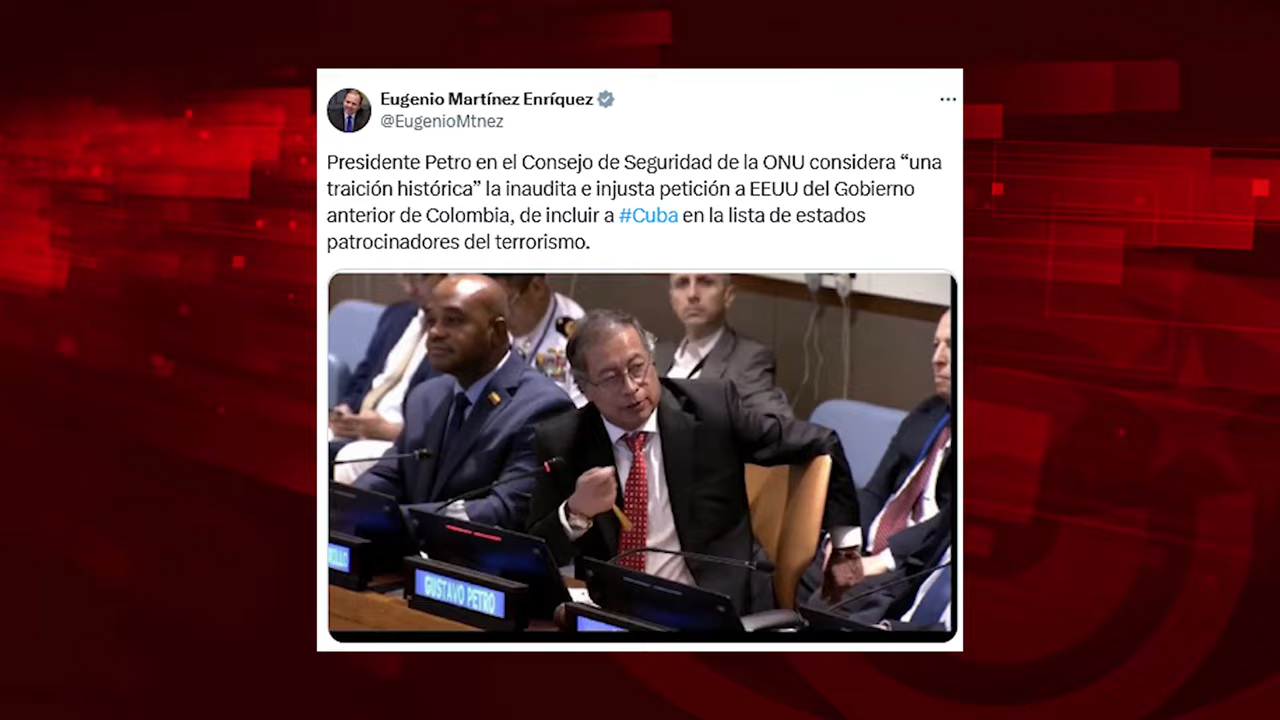 Eugenio Martínez Enríquez
@EugenioMtnez
Presidente Petro en el Consejo de Seguridad de la ONU considera “una
traición histórica” la inaudita e injusta petición a EEUU del Gobierno
anterior de Colombia, de incluir a #Cuba en la lista de estados
patrocinadores del terrorismo.
GUSTAVO PETRO